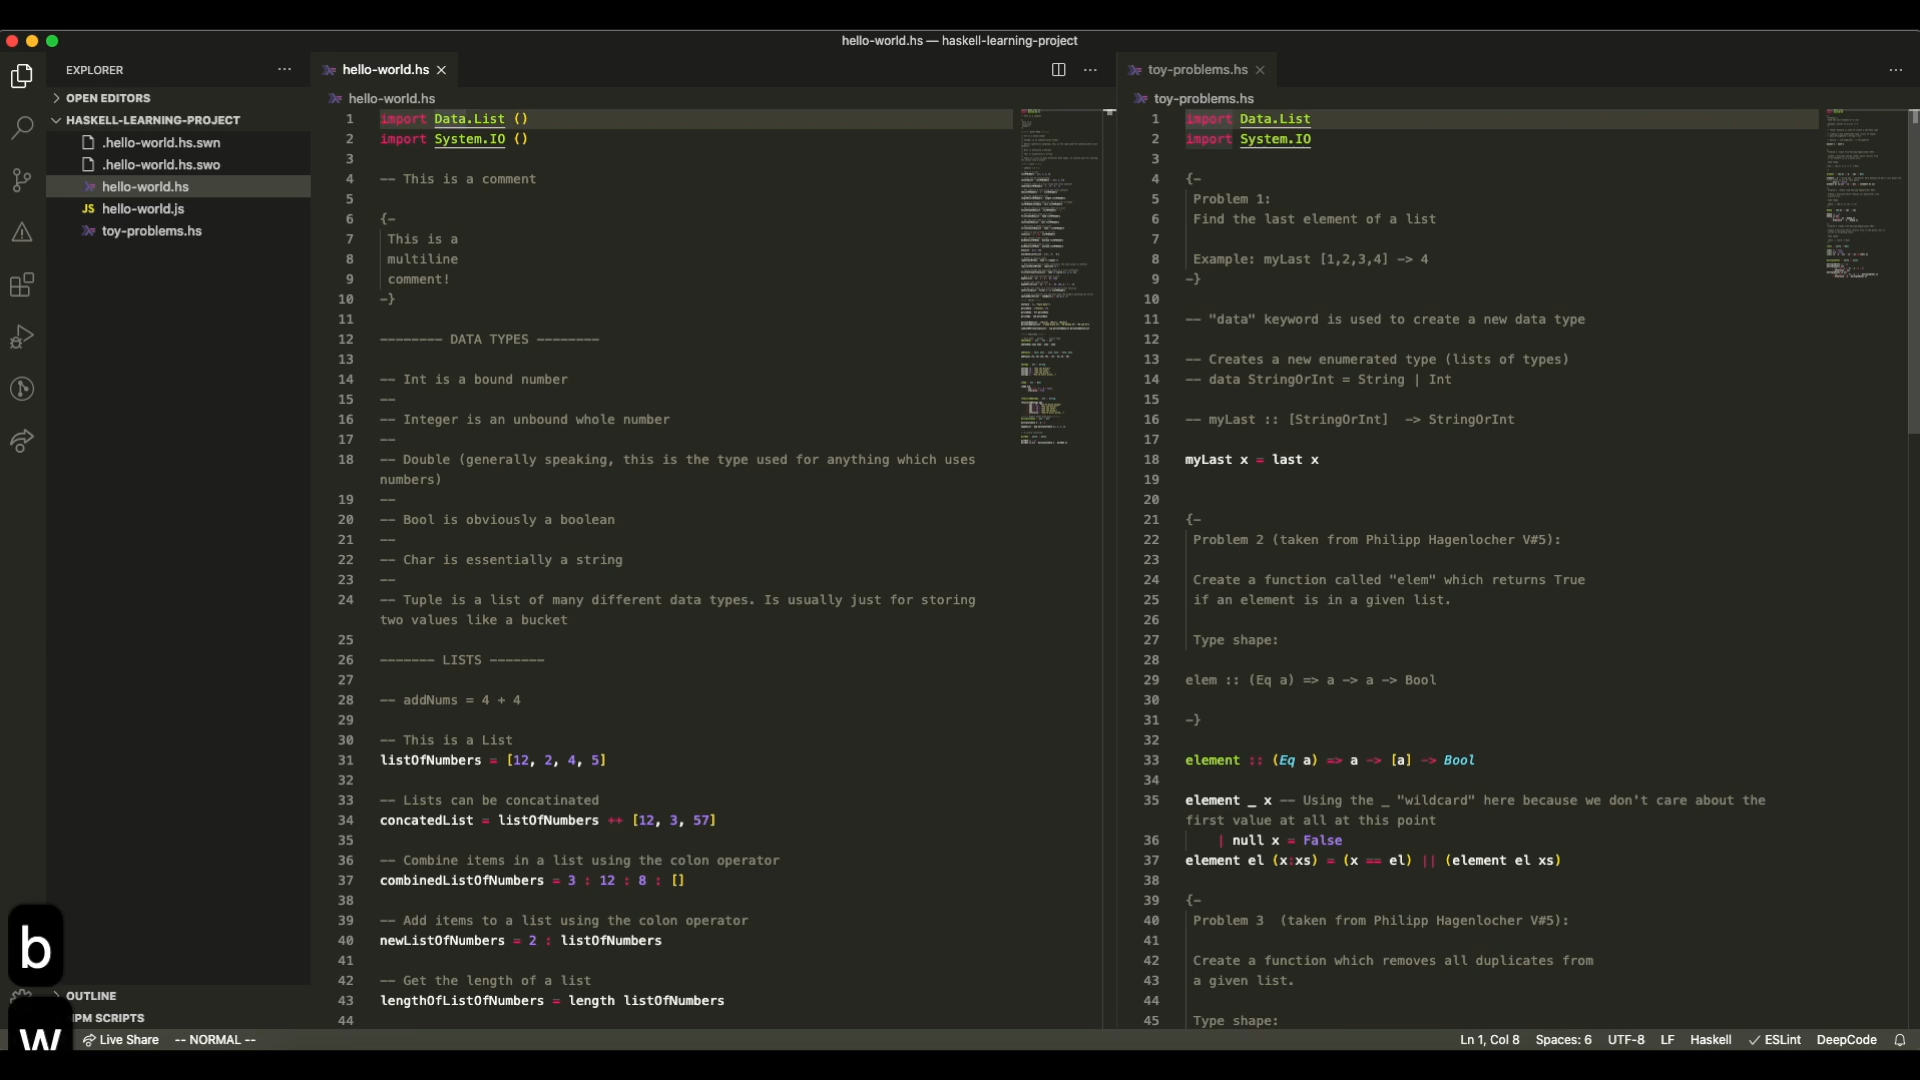 hello-world.hs — haskell-learning-project
EXPLORER
OPEN EDITORS
HASKELL-LEARNING-PROJECT
.hello-world.hs.swn
.hello-world.hs.swo
hello-world.hs
JS hello-world.js
toy-problems.hs
OUTLINE
NPM SCRIPTS
b
w
hello-world.hs
hello-world.hs
1 import Data.List ()
2 import System.IO ()
3
4 -- This is a comment
5
6 {-
7 This is a
8 multiline
9 comment!
10 -}
11
12 -------- DATA TYPES --------
13
14 -- Int is a bound number
15 --
16 -- Integer is an unbound whole number
17 --
18 -- Double (generally speaking, this is the type used for anything which uses
numbers)
19 --
20 -- Bool is obviously a boolean
21 --
22 -- Char is essentially a string
23 --
24 -- Tuple is a list of many different data types. Is usually just for storing
two values like a bucket
25
26 ------- LISTS -------
27
28 -- addNums = 4 + 4
29
30 -- This is a List
31 listOfNumbers = [12, 2, 4, 5]
32
33 -- Lists can be concatinated
34 concatedList = listOfNumbers ++ [12, 3, 57]
35
36 -- Combine items in a list using the colon operator
37 combinedListOfNumbers = 3 : 12 : 8 : []
38
39 -- Add items to a list using the colon operator
40 newListOfNumbers = 2 : listOfNumbers
41
42 -- Get the length of a list
43 lengthOfListOfNumbers = length listOfNumbers
44
toy-problems.hs
toy-problems.hs
1 import Data.List
2 import System.IO
3
4 {-
5 Problem 1:
6 Find the last element of a list
7
8 Example: myLast [1,2,3,4] -> 4
9 -}
10
11 -- "data" keyword is used to create a new data type
12
13 -- Creates a new enumerated type (lists of types)
14 -- data StringOrInt = String | Int
15
16 -- myLast :: [StringOrInt]  -> StringOrInt
17
18 myLast x = last x
19
20
21 {-
22 Problem 2 (taken from Philipp Hagenlocher V#5):
23
24 Create a function called "elem" which returns True
25 if an element is in a given list.
26
27 Type shape:
28
29 elem :: (Eq a) => a -> a -> Bool
30
31 -}
32
33 element :: (Eq a) => a -> [a] -> Bool
34
35 element _ x -- Using the _ "wildcard" here because we don't care about the
first value at all at this point
36 | null x = False
37 element el (x:xs) = (x == el) || (element el xs)
38
39 {-
40 Problem 3  (taken from Philipp Hagenlocher V#5):
41
42 Create a function which removes all duplicates from
43 a given list.
44
45 Type shape:
Live Share -- NORMAL --
Ln 1, Col 8 Spaces: 6 UTF-8 LF Haskell ESLint DeepCode